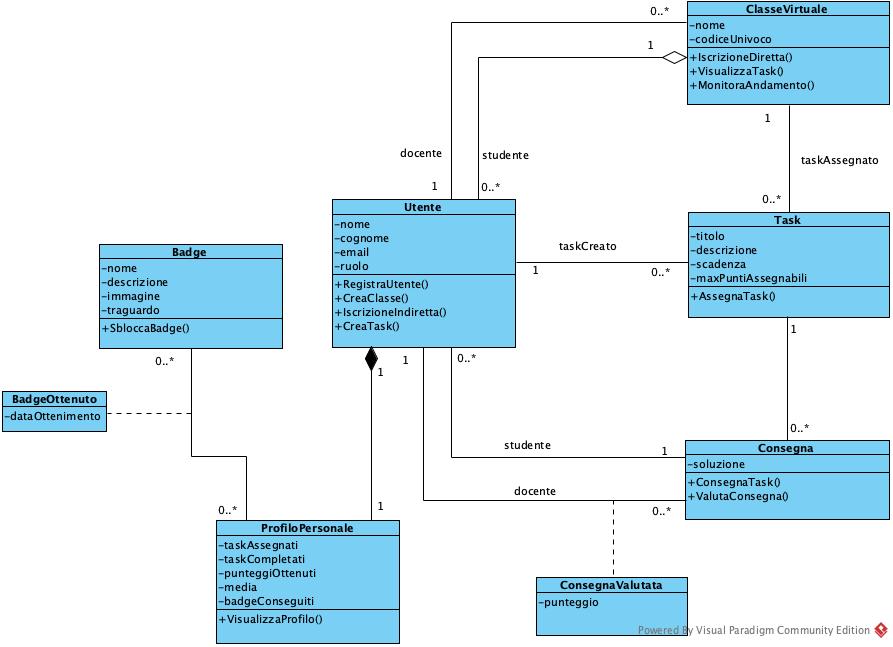 ClasseVirtuale
-nome
-codiceUnivoco
+IscrizioneDiretta()
+VisualizzaTask()
+MonitoraAndamento()
0..*
1
docente
studente
1
0..*
1
taskAssegnato
0..*
Utente
-nome
-cognome
-email
-ruolo
+RegistraUtente()
+CreaClasse()
+IscrizioneIndiretta()
+CreaTask()
taskCreato
1
0..*
Task
-titolo
-descrizione
-scadenza
-maxPuntiAssegnabili
+AssegnaTask()
Badge
-nome
-descrizione
-immagine
-traguardo
+SbloccaBadge()
0..*
BadgeOttenuto
-dataOttenimento
0..*
1
1
1
0..*
studente
1
docente
0..*
1
0..*
Consegna
-soluzione
+ConsegnaTask()
+ValutaConsegna()
ProfiloPersonale
-taskAssegnati
-taskCompletati
-punteggiOttenuti
-media
-badgeConseguiti
+VisualizzaProfilo()
ConsegnaValutata
-punteggio
Powered By Visual Paradigm Community Edition